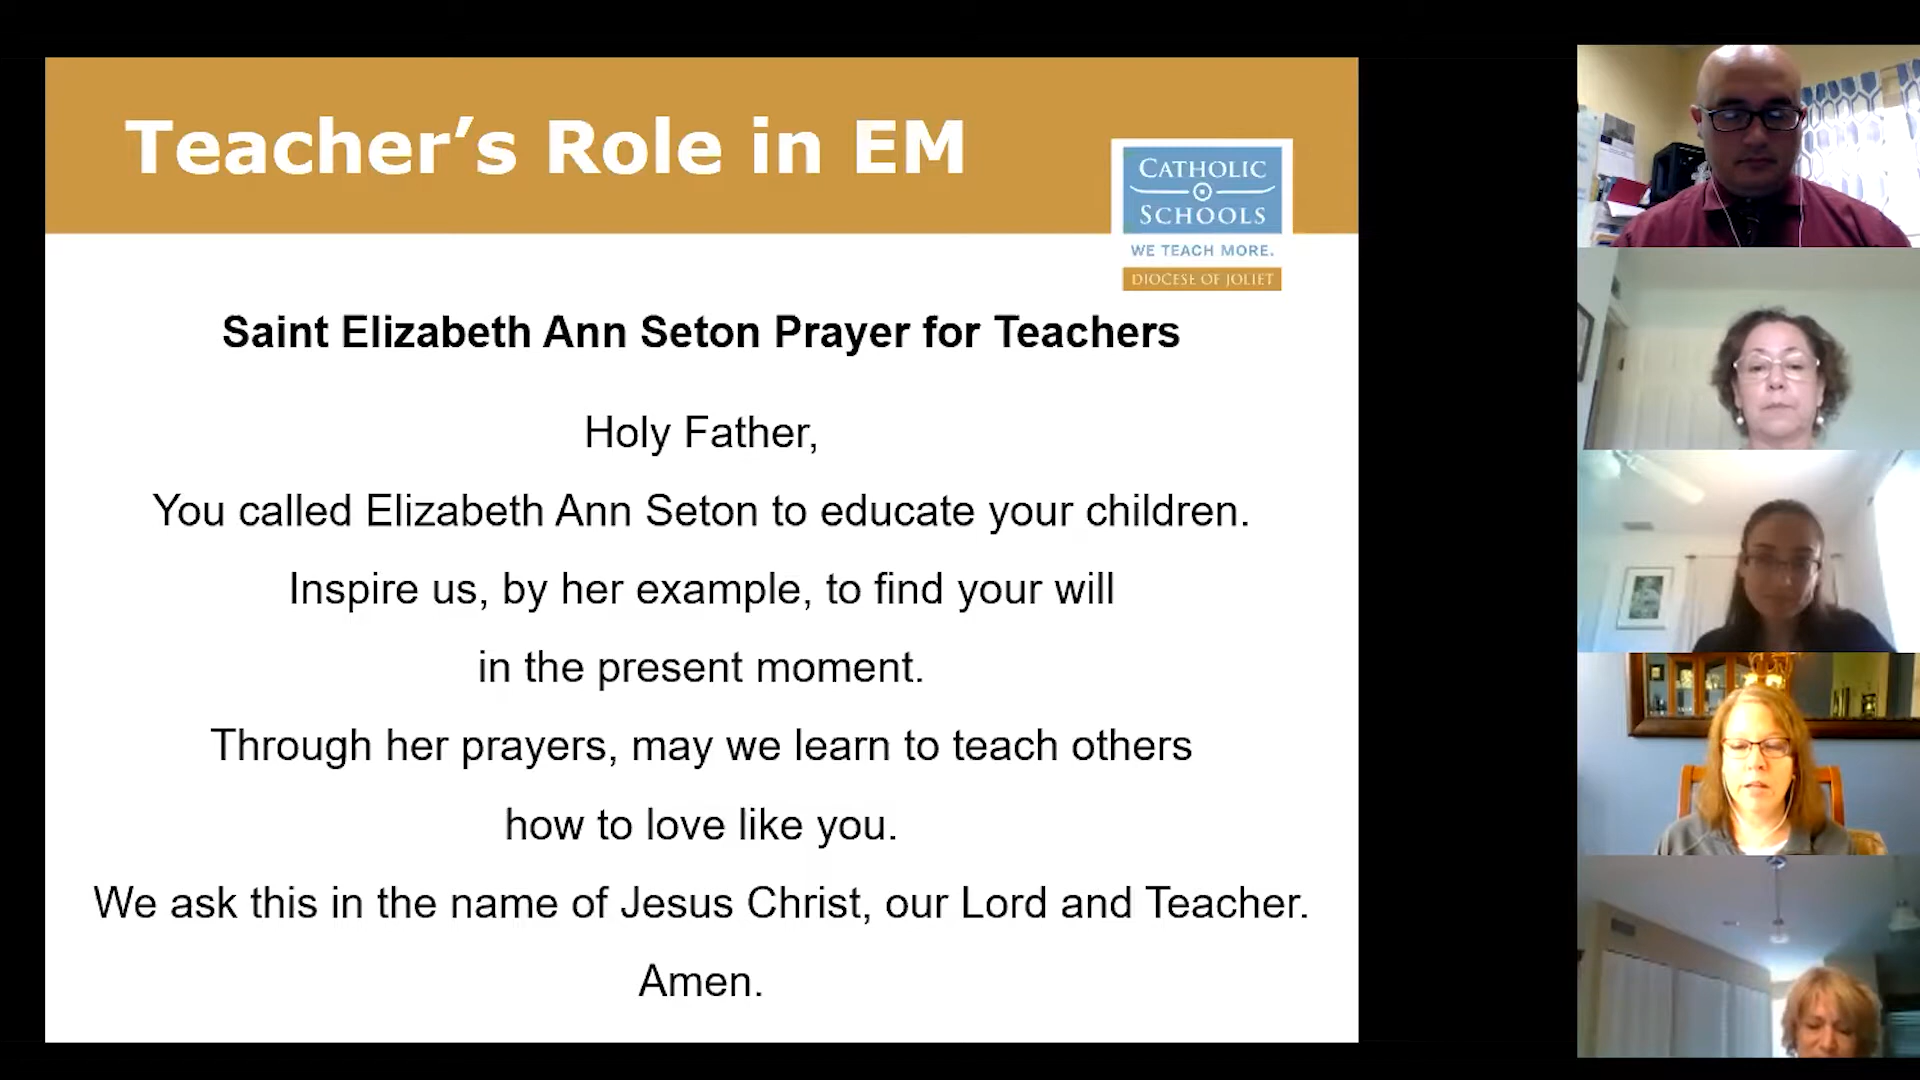 Teacher’s Role in EM
CATHOLIC
SCHOOLS
WE TEACH MORE.
DIOCESE OF JOLIET
Saint Elizabeth Ann Seton Prayer for Teachers
Holy Father,
You called Elizabeth Ann Seton to educate your children.
Inspire us, by her example, to find your will
in the present moment.
Through her prayers, may we learn to teach others
how to love like you.
We ask this in the name of Jesus Christ, our Lord and Teacher.
Amen.